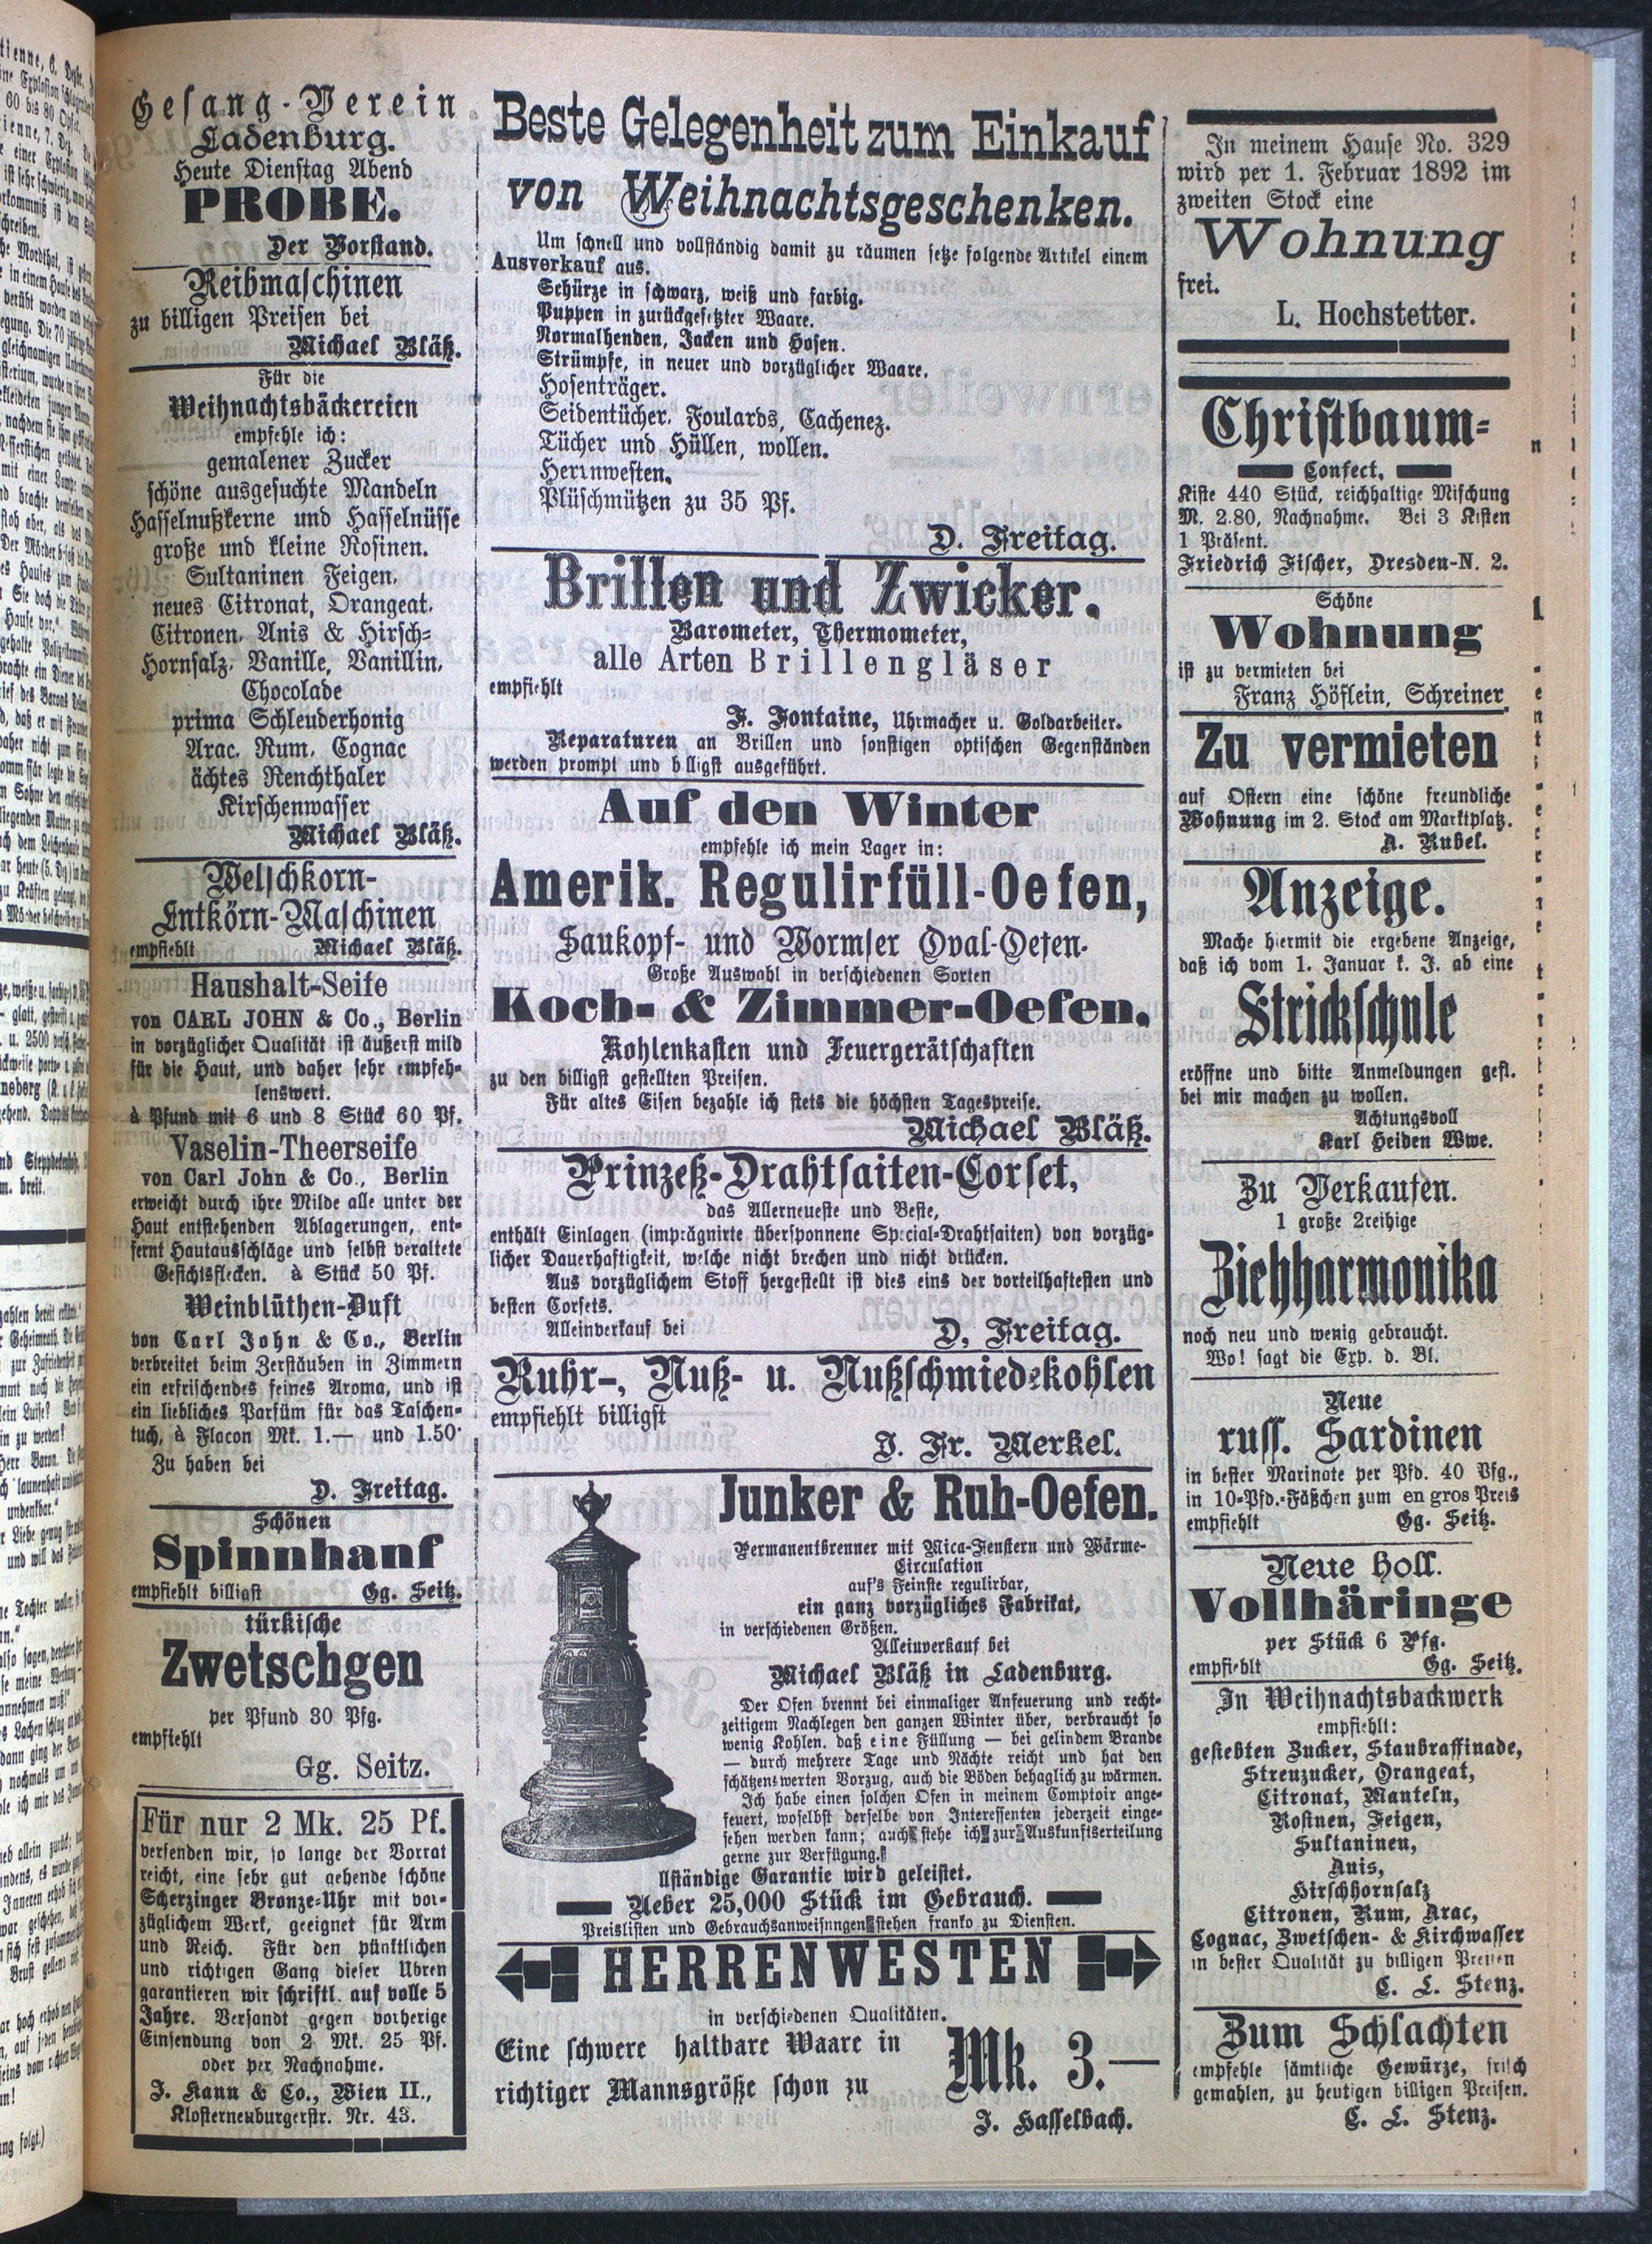 Gesang-Verein
Ladenburg.
Heute Dienstag Abend
PROBE.
Der Vorstand.
Reibmaschinen
zu billigen Preisen bei
Michael Bläß.
Für die
Weihnachtsbäckereien
empfehle ich:
gemalener Zucker
schöne ausgesuchte Mandeln
Hasselnußkerne und Hasselnüsse
große und kleine Rosinen.
Sultaninen Feigen.
neues Citronat, Orangeat.
Citronen, Anis & Hirsch=
Hornsalz, Vanille, Vanillin,
Chocolade
prima Schleuderhonig
Arac, Rum, Cognac
ächtes Renchthaler
Kirschenwasser
Michael Bläß.
Welschkorn-
Entkörn-Maschinen
empfiehlt Michael Bläß.
Haushalt-Seife
von CARL JOHN & Co., Berlin
in vorzüglicher Qualität ist äußerst mild
für die Haut, und daher sehr empfeh=
lenswert.
à Pfund mit 6 und 8 Stück 60 Pf.
Vaselin-Theerseife
von Carl John & Co., Berlin
erweicht durch ihre Milde alle unter der
Haut entstehenden Ablagerungen, ent=
fernt Hautausschläge und selbst veraltete
Gesichtsflecken. à Stück 50 Pf.
Weinblüthen-Duft
von Carl John & Co., Berlin
verbreitet beim Zerstäuben in Zimmern
ein erfrischendes feines Aroma, und ist
ein liebliches Parfüm für das Taschen=
tuch, à Flacon Mk. 1.— und 1.50
Zu haben bei
D. Freitag.
Schönen
Spinnhanf
empfiehlt billigst Gg. Seitz.
türkische
Zwetschgen
per Pfund 30 Pfg.
empfiehlt
Gg. Seitz.
Für nur 2 Mk. 25 Pf.
versenden wir, so lange der Vorrat
reicht, eine sehr gut gehende schöne
Scherzinger Bronze=Uhr mit vor=
züglichem Werk, geeignet für Arm
und Reich. Für den pünktlichen
und richtigen Gang dieser Uhren
garantieren wir schriftl. auf volle 5
Jahre. Versandt gegen vorherige
Einsendung von 2 Mk. 25 Pf.
oder per Nachnahme.
J. Kann & Co., Wien II.,
Klosterneuburgerstr. Nr. 43.
Beste Gelegenheit zum Einkauf
von Weihnachtsgeschenken.
Um schnell und vollständig damit zu räumen setze folgende Artikel einem
Ausverkauf aus.
Schürze in schwarz, weiß und farbig.
Puppen in zurückgesetzter Waare.
Normalhenden, Jacken und Hosen.
Strümpfe, in neuer und vorzüglicher Waare.
Hosenträger.
Seidentücher, Foulards, Cachenez.
Tücher und Hüllen, wollen.
Herrnwesten.
Plüschmützen zu 35 Pf.
D. Freitag.
Brillen und Zwicker.
Barometer, Thermometer,
alle Arten Brillengläser
empfiehlt
J. Fontaine, Uhrmacher u. Goldarbeiter.
Reparaturen an Brillen und sonstigen optischen Gegenständen
werden prompt und billigst ausgeführt.
Auf den Winter
empfehle ich mein Lager in:
Amerik. Regulirfüll-Oefen,
Saukopf- und Wormser Oval-Oefen.
Große Auswahl in verschiedenen Sorten
Koch- & Zimmer-Oefen.
Kohlenkasten und Feuergerätschaften
zu den billigst gestellten Preisen.
Für altes Eisen bezahle ich stets die höchsten Tagespreise.
Michael Bläß.
Prinzeß-Drahtsaiten-Corset,
das Allerneueste und Beste,
enthält Einlagen (imprägnirte übersponnene Special=Drahtsaiten) von vorzüg=
licher Dauerhaftigkeit, welche nicht brechen und nicht drücken.
Aus vorzüglichem Stoff hergestellt ist dies eins der vorteilhaftesten und
besten Corsets.
Alleinverkauf bei D. Freitag.
Ruhr-, Nuß- u. Nußschmiedekohlen
empfiehlt billigst
J. Fr. Merkel.
Junker & Ruh-Oefen.
Permanentbrenner mit Mica-Fenstern und Wärme-
Circulation
auf's Feinste regulirbar,
ein ganz vorzügliches Fabrikat,
in verschiedenen Größen.
Alleinverkauf bei
Michael Bläß in Ladenburg.
Der Ofen brennt bei einmaliger Anfeuerung und recht=
zeitigem Nachlegen den ganzen Winter über, verbraucht so
wenig Kohlen, daß eine Füllung — bei gelindem Brande
— durch mehrere Tage und Nächte reicht und hat den
schätzenswerten Vorzug, auch die Böden behaglich zu wärmen.
Ich habe einen solchen Ofen in meinem Comptoir ange=
feuert, woselbst derselbe von Interessenten jederzeit einge=
sehen werden kann; auch stehe ich zur Auskunftserteilung
gerne zur Verfügung.
llständige Garantie wird geleistet.
Ueber 25,000 Stück im Gebrauch.
Preislisten und Gebrauchsanweisungen stehen franko zu Diensten.
HERRENWESTEN
in verschiedenen Qualitäten.
Eine schwere haltbare Waare in
richtiger Mannsgröße schon zu Mk. 3.—
J. Hasselbach.
In meinem Hause No. 329
wird per 1. Februar 1892 im
zweiten Stock eine
Wohnung
frei.
L. Hochstetter.
Christbaum=
Confect.
Kiste 440 Stück, reichhaltige Mischung
M. 2.80, Nachnahme. Bei 3 Kisten
1 Präsent.
Friedrich Fischer, Dresden-N. 2.
Schöne
Wohnung
ist zu vermieten bei
Franz Höflein, Schreiner.
Zu vermieten
auf Ostern eine schöne freundliche
Wohnung im 2. Stock am Marktplatz.
A. Rubel.
Anzeige.
Mache hiermit die ergebene Anzeige,
daß ich vom 1. Januar k. J. ab eine
Strickschule
eröffne und bitte Anmeldungen gefl.
bei mir machen zu wollen.
Achtungsvoll
Karl Heiden Wwe.
Zu Verkaufen.
1 große 2reihige
Ziehharmonika
noch neu und wenig gebraucht.
Wo! sagt die Exp. d. Bl.
Neue
russ. Sardinen
in bester Marinate per Pfd. 40 Pfg.,
in 10=Pfd.=Fäßchen zum en gros Preis
empfiehlt Gg. Seitz.
Neue holl.
Vollhäringe
per Stück 6 Pfg.
empfiehlt Gg. Seitz.
In Weihnachtsbackwerk
empfiehlt:
gesiebten Zucker, Staubraffinade,
Streuzucker, Orangeat,
Citronat, Manteln,
Rosinen, Feigen,
Sultaninen,
Anis,
Hirschhornsalz
Citronen, Rum, Arac,
Cognac, Zwetschen- & Kirchwasser
in bester Qualität zu billigen Preisen
C. L. Stenz.
Zum Schlachten
empfehle sämtliche Gewürze, frisch
gemahlen, zu heutigen billigen Preisen.
C. L. Stenz.